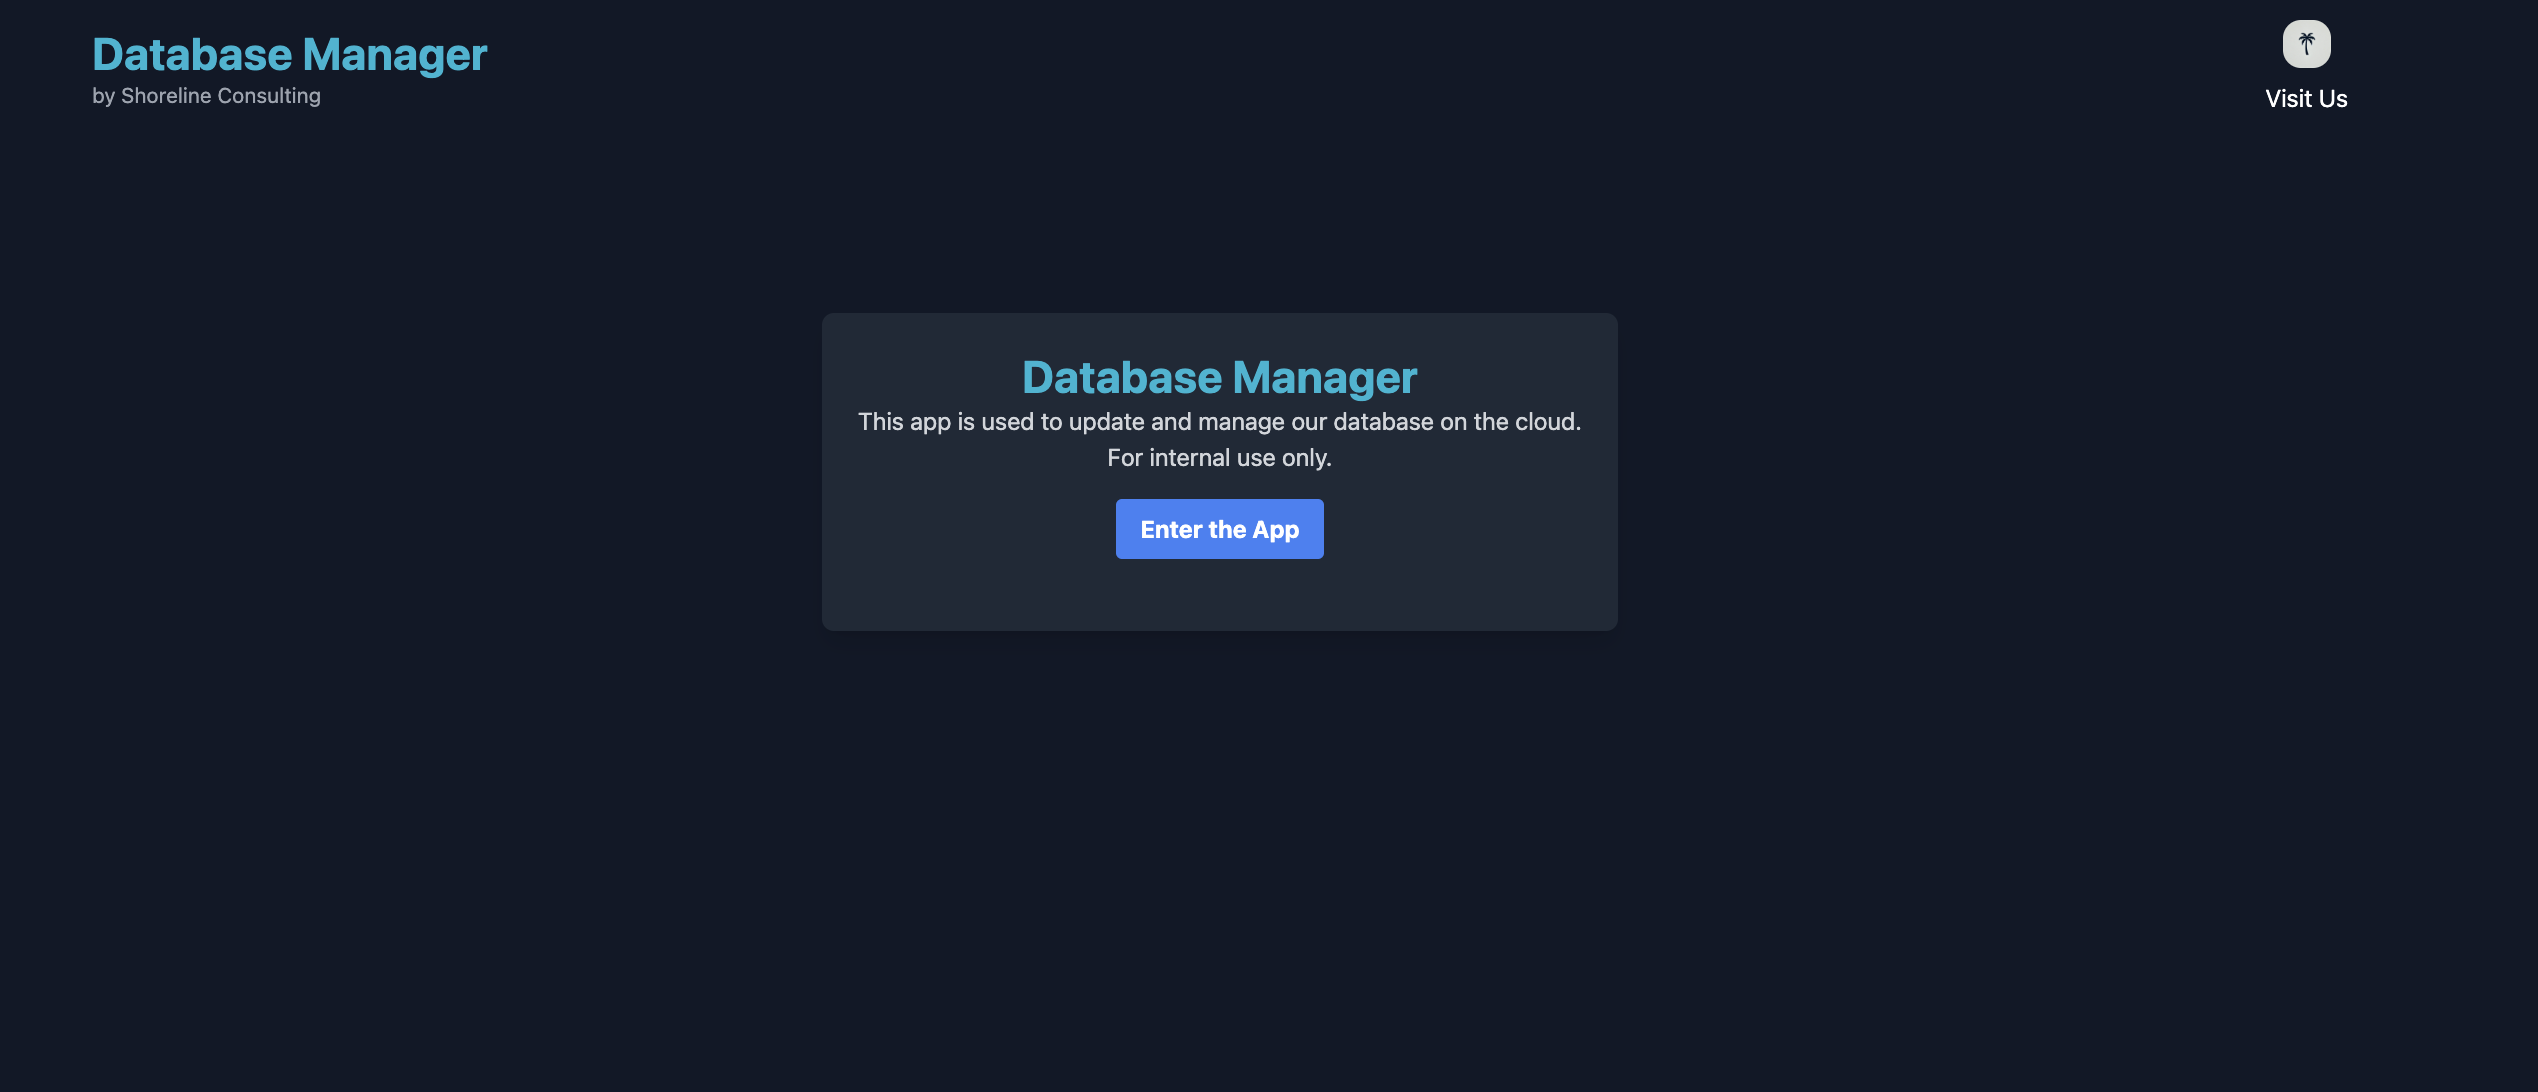 Database Manager
by Shoreline Consulting
Visit Us
Database Manager
This app is used to update and manage our database on the cloud.
For internal use only.
Enter the App